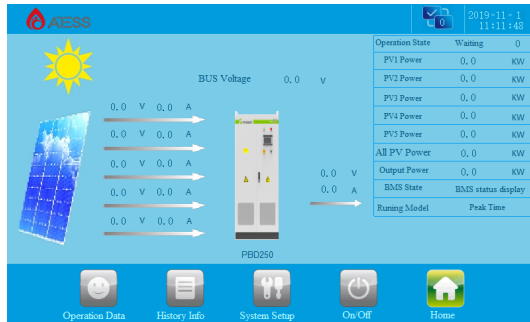 ATESS
0
2019-11-1
11:11:48
Operation State Waiting 0
PV1 Power 0.0 KW
BUS Voltage 0.0 V
PV2 Power 0.0 KW
PV3 Power 0.0 KW
0.0 V 0.0 A
PV4 Power 0.0 KW
0.0 V 0.0 A
PV5 Power 0.0 KW
All PV Power 0.0 KW
0.0 V 0.0 A
Output Power 0.0 KW
0.0 V
0.0 V 0.0 A
BMS State BMS status display
0.0 A
Runing Model Peak Time
0.0 V 0.0 A
PBD250
Operation Data
History Info
System Setup
On/Off
Home